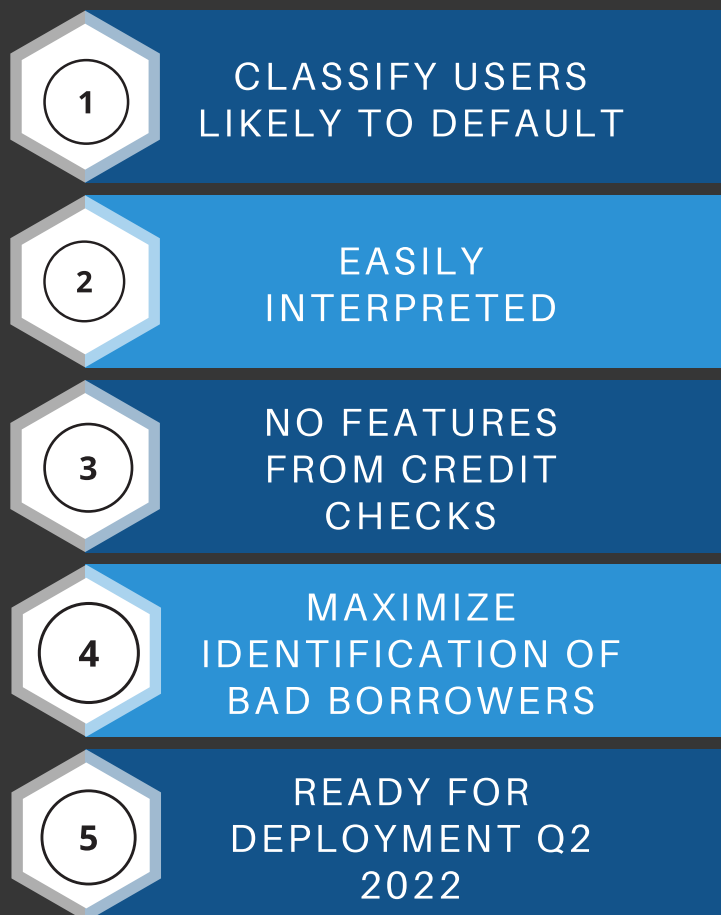 1
CLASSIFY USERS
LIKELY TO DEFAULT
2
EASILY
INTERPRETED
3
NO FEATURES
FROM CREDIT
CHECKS
4
MAXIMIZE
IDENTIFICATION OF
BAD BORROWERS
5
READY FOR
DEPLOYMENT Q2
2022